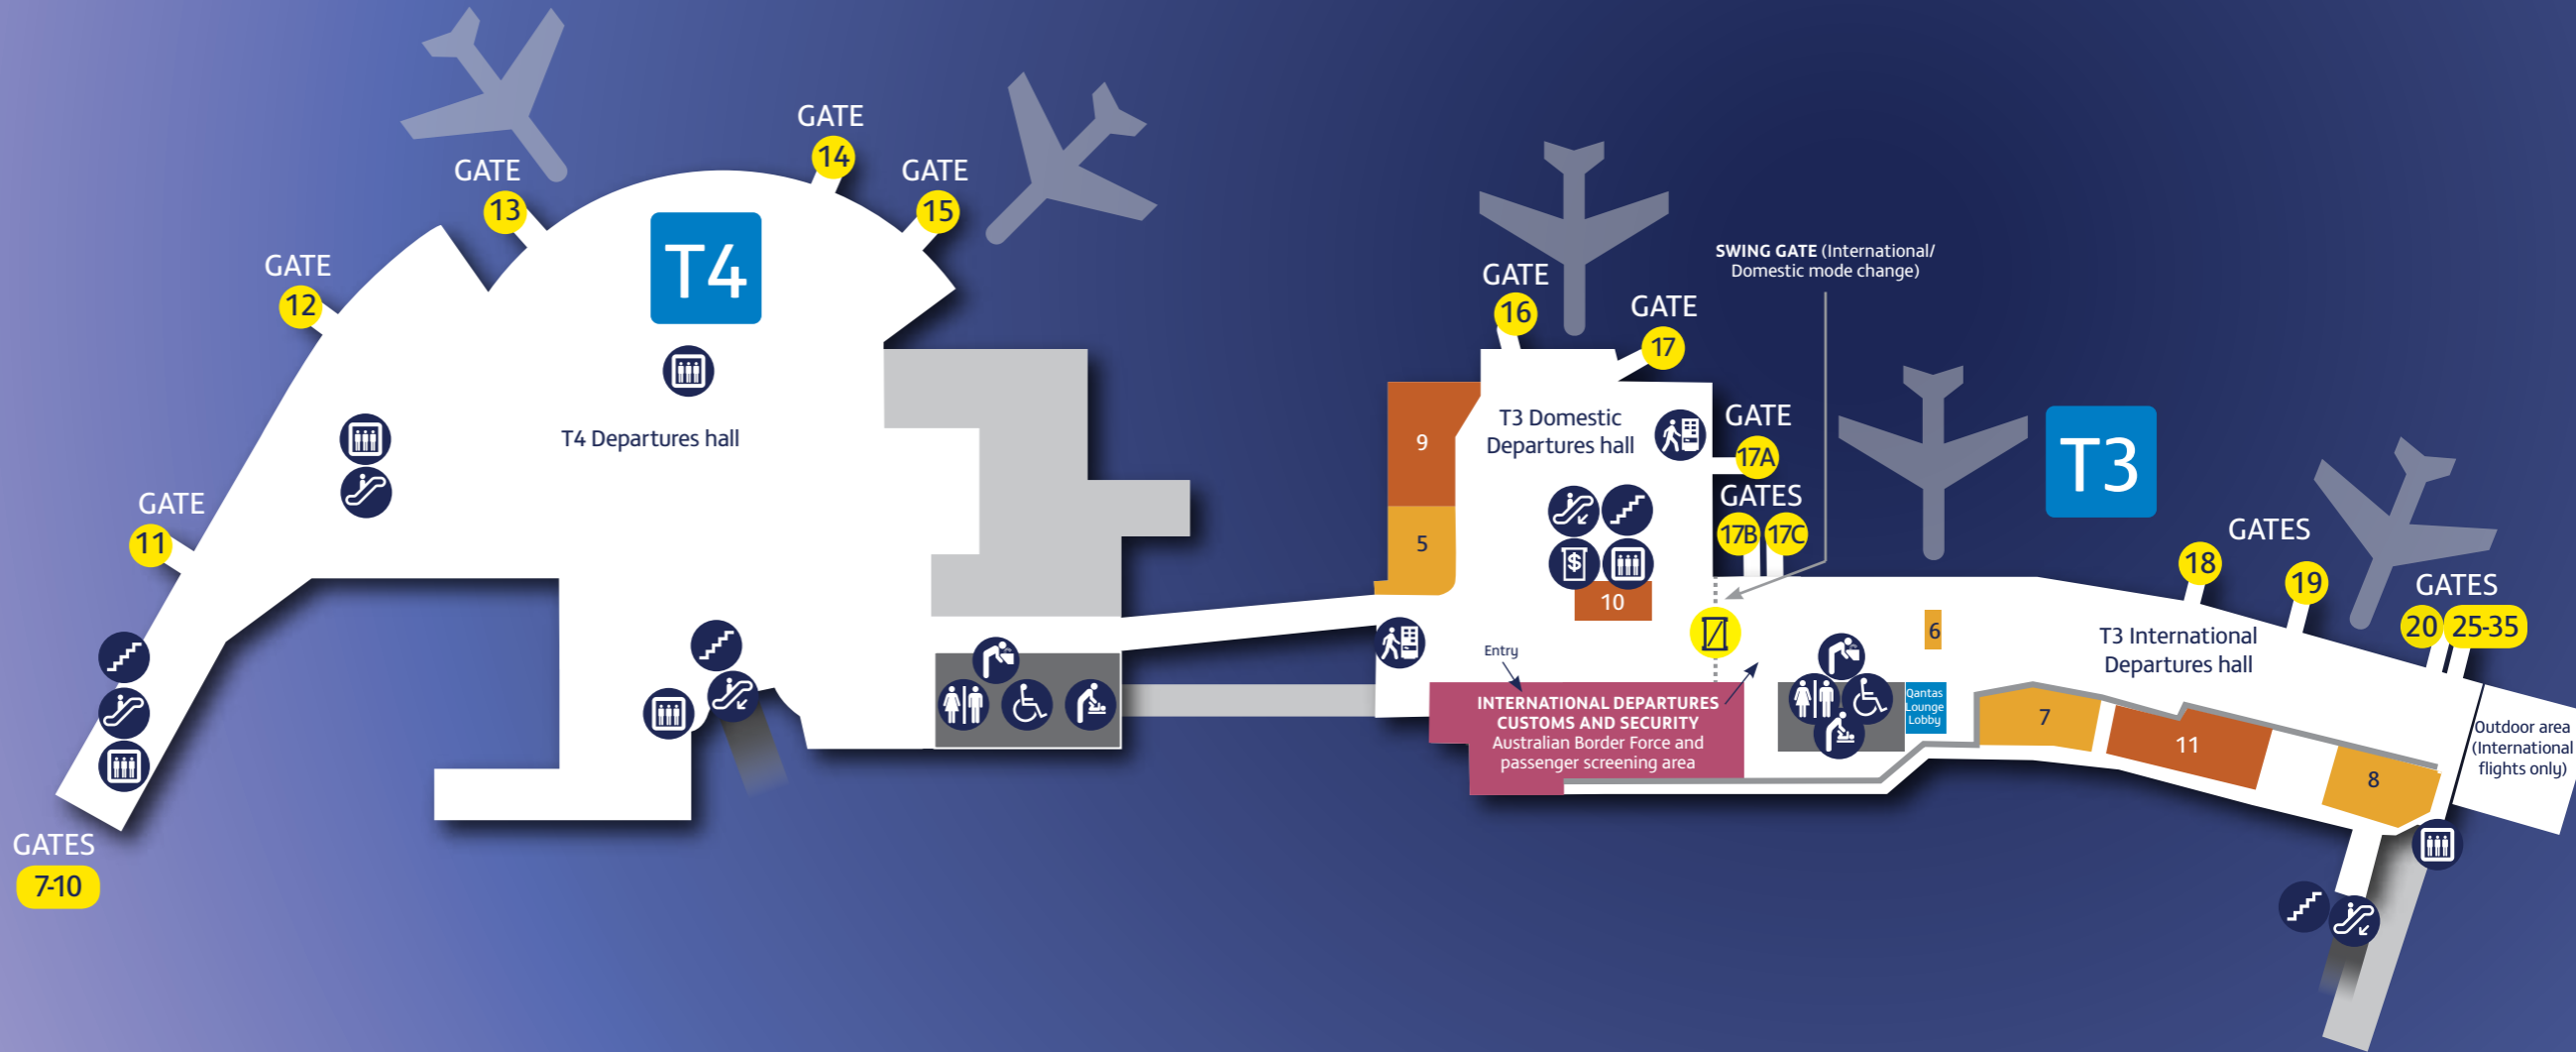 GATE
14
GATE
13
GATE
15
T4
GATE
12
T4 Departures hall
GATE
11
GATES
7-10
SWING GATE (International/
Domestic mode change)
GATE
16
GATE
17
T3 Domestic
Departures hall
GATE
17A
GATES
17B 17C
9
5
$
10
T3
GATES
18
19
GATES
20 25-35
T3 International
Departures hall
6
Entry
INTERNATIONAL DEPARTURES
CUSTOMS AND SECURITY
Australian Border Force and
passenger screening area
Qantas
Lounge
Lobby
7
11
8
Outdoor area
(International
flights only)